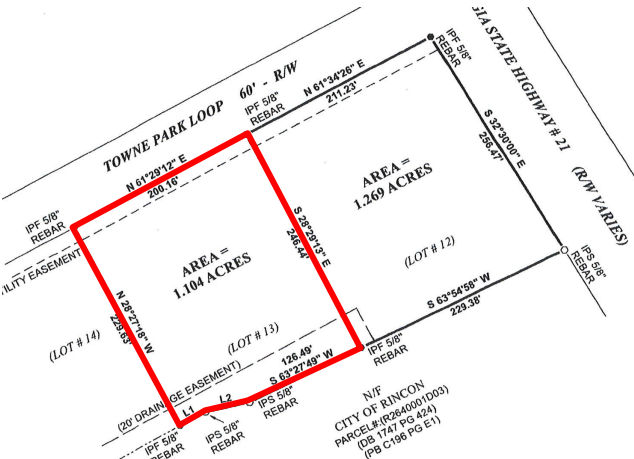 GIA STATE HIGHWAY # 21
(R/W VARIES)
IPF 5/8"
REBAR
N 61°34'26" E
211.23'
TOWNE PARK LOOP 60' - R/W
IPF 5/8"
REBAR
N 61°29'12" E
200.16'
S 32°30'00" E
256.47'
AREA =
1.269 ACRES
(LOT # 12)
IPF 5/8"
REBAR
TILITY EASEMENT
S 28°29'13" E
246.44'
AREA =
1.104 ACRES
(LOT # 13)
N 28°27'18" W
229.63'
(LOT # 14)
IPS 5/8"
REBAR
S 63°54'58" W
229.38'
126.49'
S 63°27'49" W
(20' DRAINAGE EASEMENT)
L1
L2
IPF 5/8"
REBAR
IPS 5/8"
REBAR
IPS 5/8"
REBAR
IPF 5/8"
EBAR
N/F
CITY OF RINCON
PARCEL#:(R2640001D03)
(DB 1747 PG 424)
(PB C196 PG E1)